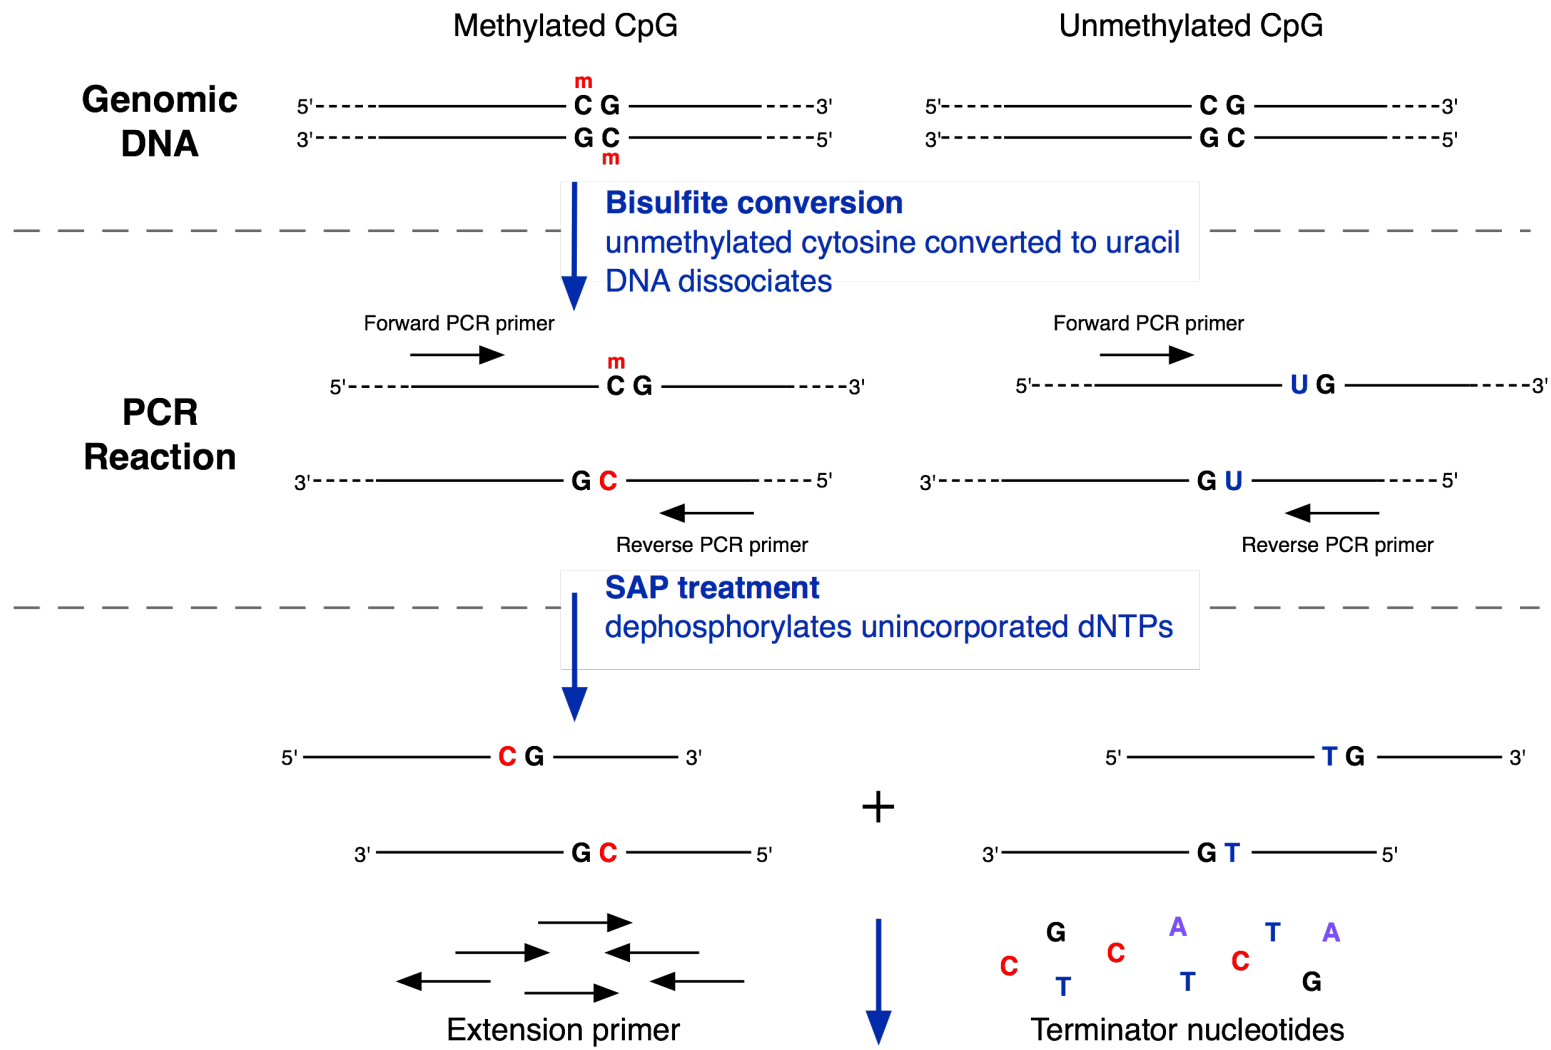 Methylated CpG
Unmethylated CpG
Genomic
DNA
m
5' C G 3'
3' G C 5'
m
5' C G 3'
3' G C 5'
Bisulfite conversion
unmethylated cytosine converted to uracil
DNA dissociates
PCR
Reaction
Forward PCR primer
m
5' C G 3'
3' G C 5'
Reverse PCR primer
Forward PCR primer
5' U G 3'
3' G U 5'
Reverse PCR primer
SAP treatment
dephosphorylates unincorporated dNTPs
5' C G 3'
3' G C 5'
+
5' T G 3'
3' G T 5'
Extension primer
G A T A
C C C
T T G
Terminator nucleotides